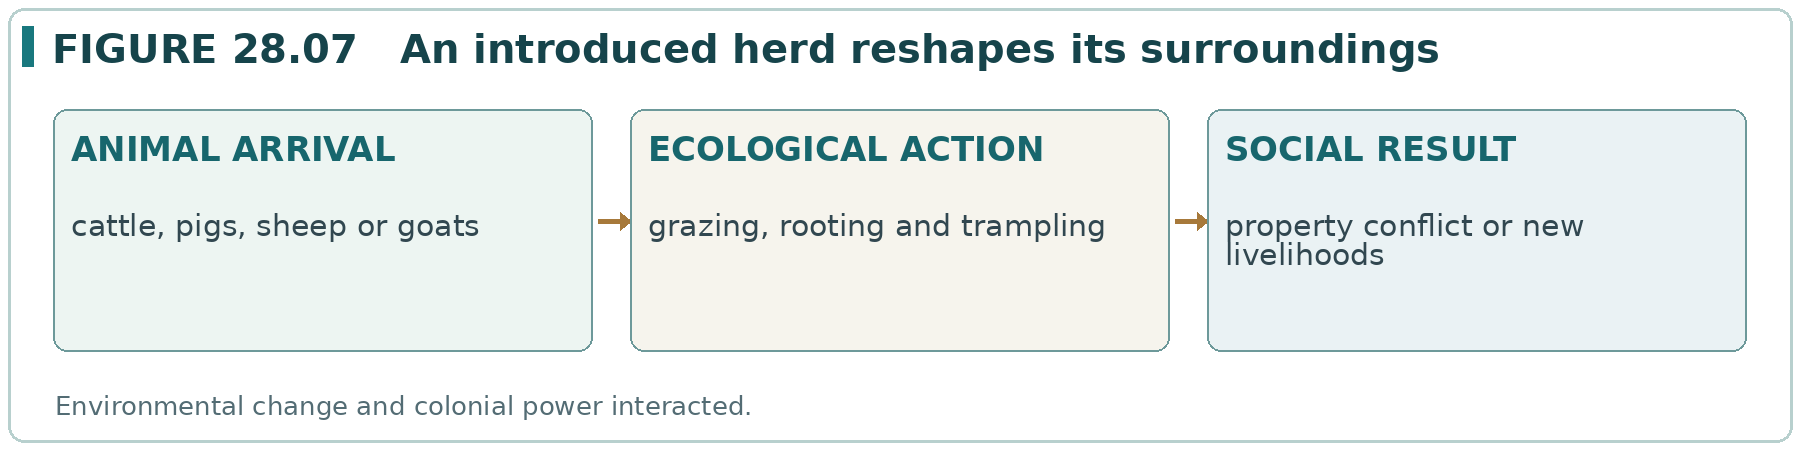 FIGURE 28.07 An introduced herd reshapes its surroundings
ANIMAL ARRIVAL
cattle, pigs, sheep or goats
ECOLOGICAL ACTION
grazing, rooting and trampling
SOCIAL RESULT
property conflict or new
livelihoods
Environmental change and colonial power interacted.